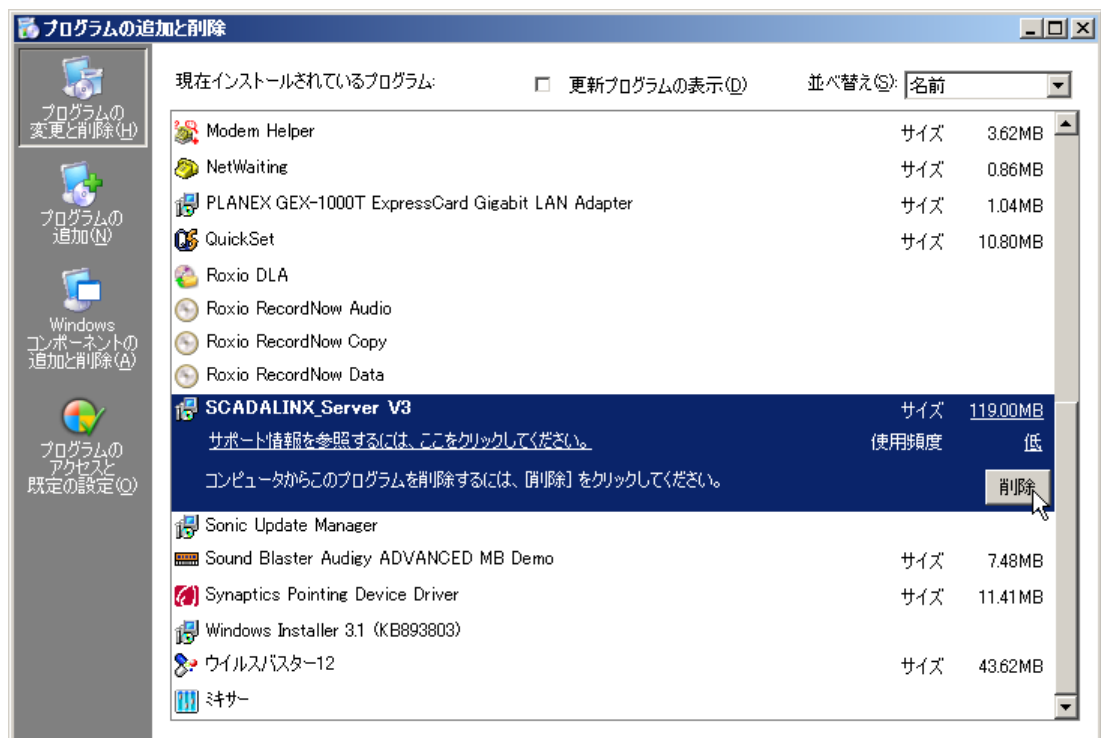 プログラムの追加と削除
現在インストールされているプログラム:
更新プログラムの表示(D)
並べ替え(S):
名前
プログラムの
変更と削除(H)
プログラムの
追加(N)
Windows
コンポーネントの
追加と削除(A)
プログラムの
アクセスと
既定の設定(O)
Modem Helper サイズ 3.62MB
NetWaiting サイズ 0.86MB
PLANEX GEX-1000T ExpressCard Gigabit LAN Adapter サイズ 1.04MB
QuickSet サイズ 10.80MB
Roxio DLA
Roxio RecordNow Audio
Roxio RecordNow Copy
Roxio RecordNow Data
SCADALINX_Server V3 サイズ 119.00MB
サポート情報を参照するには、ここをクリックしてください。 使用頻度 低
コンピュータからこのプログラムを削除するには、[削除] をクリックしてください。
削除
Sonic Update Manager
Sound Blaster Audigy ADVANCED MB Demo サイズ 7.48MB
Synaptics Pointing Device Driver サイズ 11.41MB
Windows Installer 3.1 (KB893803)
ウイルスバスター12 サイズ 43.62MB
ミキサー